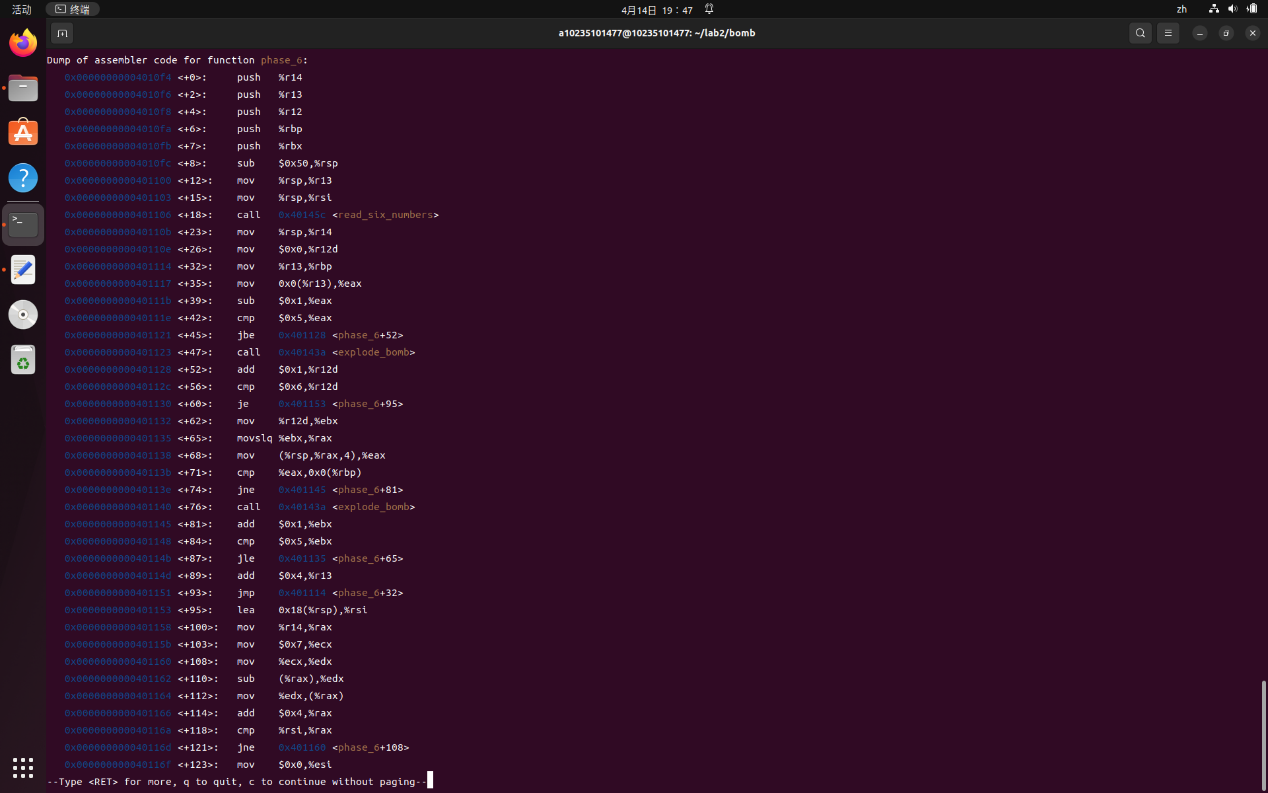 活动 终端 4月14日 19：47 zh
a10235101477@10235101477: ~/lab2/bomb
Dump of assembler code for function phase_6:
0x00000000004010f4 <+0>: push %r14
0x00000000004010f6 <+2>: push %r13
0x00000000004010f8 <+4>: push %r12
0x00000000004010fa <+6>: push %rbp
0x00000000004010fb <+7>: push %rbx
0x00000000004010fc <+8>: sub $0x50,%rsp
0x0000000000401100 <+12>: mov %rsp,%r13
0x0000000000401103 <+15>: mov %rsp,%rsi
0x0000000000401106 <+18>: call 0x40145c <read_six_numbers>
0x000000000040110b <+23>: mov %rsp,%r14
0x000000000040110e <+26>: mov $0x0,%r12d
0x0000000000401114 <+32>: mov %r13,%rbp
0x0000000000401117 <+35>: mov 0x0(%r13),%eax
0x000000000040111b <+39>: sub $0x1,%eax
0x000000000040111e <+42>: cmp $0x5,%eax
0x0000000000401121 <+45>: jbe 0x401128 <phase_6+52>
0x0000000000401123 <+47>: call 0x40143a <explode_bomb>
0x0000000000401128 <+52>: add $0x1,%r12d
0x000000000040112c <+56>: cmp $0x6,%r12d
0x0000000000401130 <+60>: je 0x401153 <phase_6+95>
0x0000000000401132 <+62>: mov %r12d,%ebx
0x0000000000401135 <+65>: movslq %ebx,%rax
0x0000000000401138 <+68>: mov (%rsp,%rax,4),%eax
0x000000000040113b <+71>: cmp %eax,0x0(%rbp)
0x000000000040113e <+74>: jne 0x401145 <phase_6+81>
0x0000000000401140 <+76>: call 0x40143a <explode_bomb>
0x0000000000401145 <+81>: add $0x1,%ebx
0x0000000000401148 <+84>: cmp $0x5,%ebx
0x000000000040114b <+87>: jle 0x401135 <phase_6+65>
0x000000000040114d <+89>: add $0x4,%r13
0x0000000000401151 <+93>: jmp 0x401114 <phase_6+32>
0x0000000000401153 <+95>: lea 0x18(%rsp),%rsi
0x0000000000401158 <+100>: mov %r14,%rax
0x000000000040115b <+103>: mov $0x7,%ecx
0x0000000000401160 <+108>: mov %ecx,%edx
0x0000000000401162 <+110>: sub (%rax),%edx
0x0000000000401164 <+112>: mov %edx,(%rax)
0x0000000000401166 <+114>: add $0x4,%rax
0x000000000040116a <+118>: cmp %rsi,%rax
0x000000000040116d <+121>: jne 0x401160 <phase_6+108>
0x000000000040116f <+123>: mov $0x0,%esi
--Type <RET> for more, q to quit, c to continue without paging--